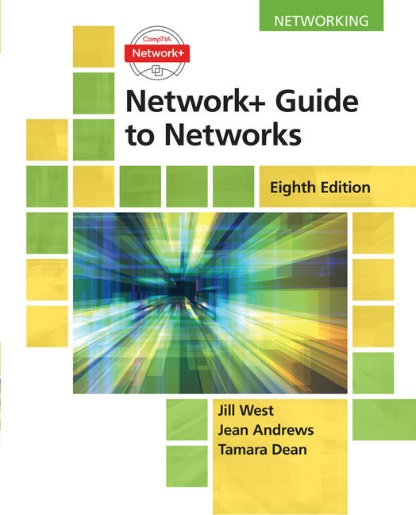 NETWORKING
CompTIA
Network+
Network+ Guide
to Networks
Eighth Edition
Jill West
Jean Andrews
Tamara Dean